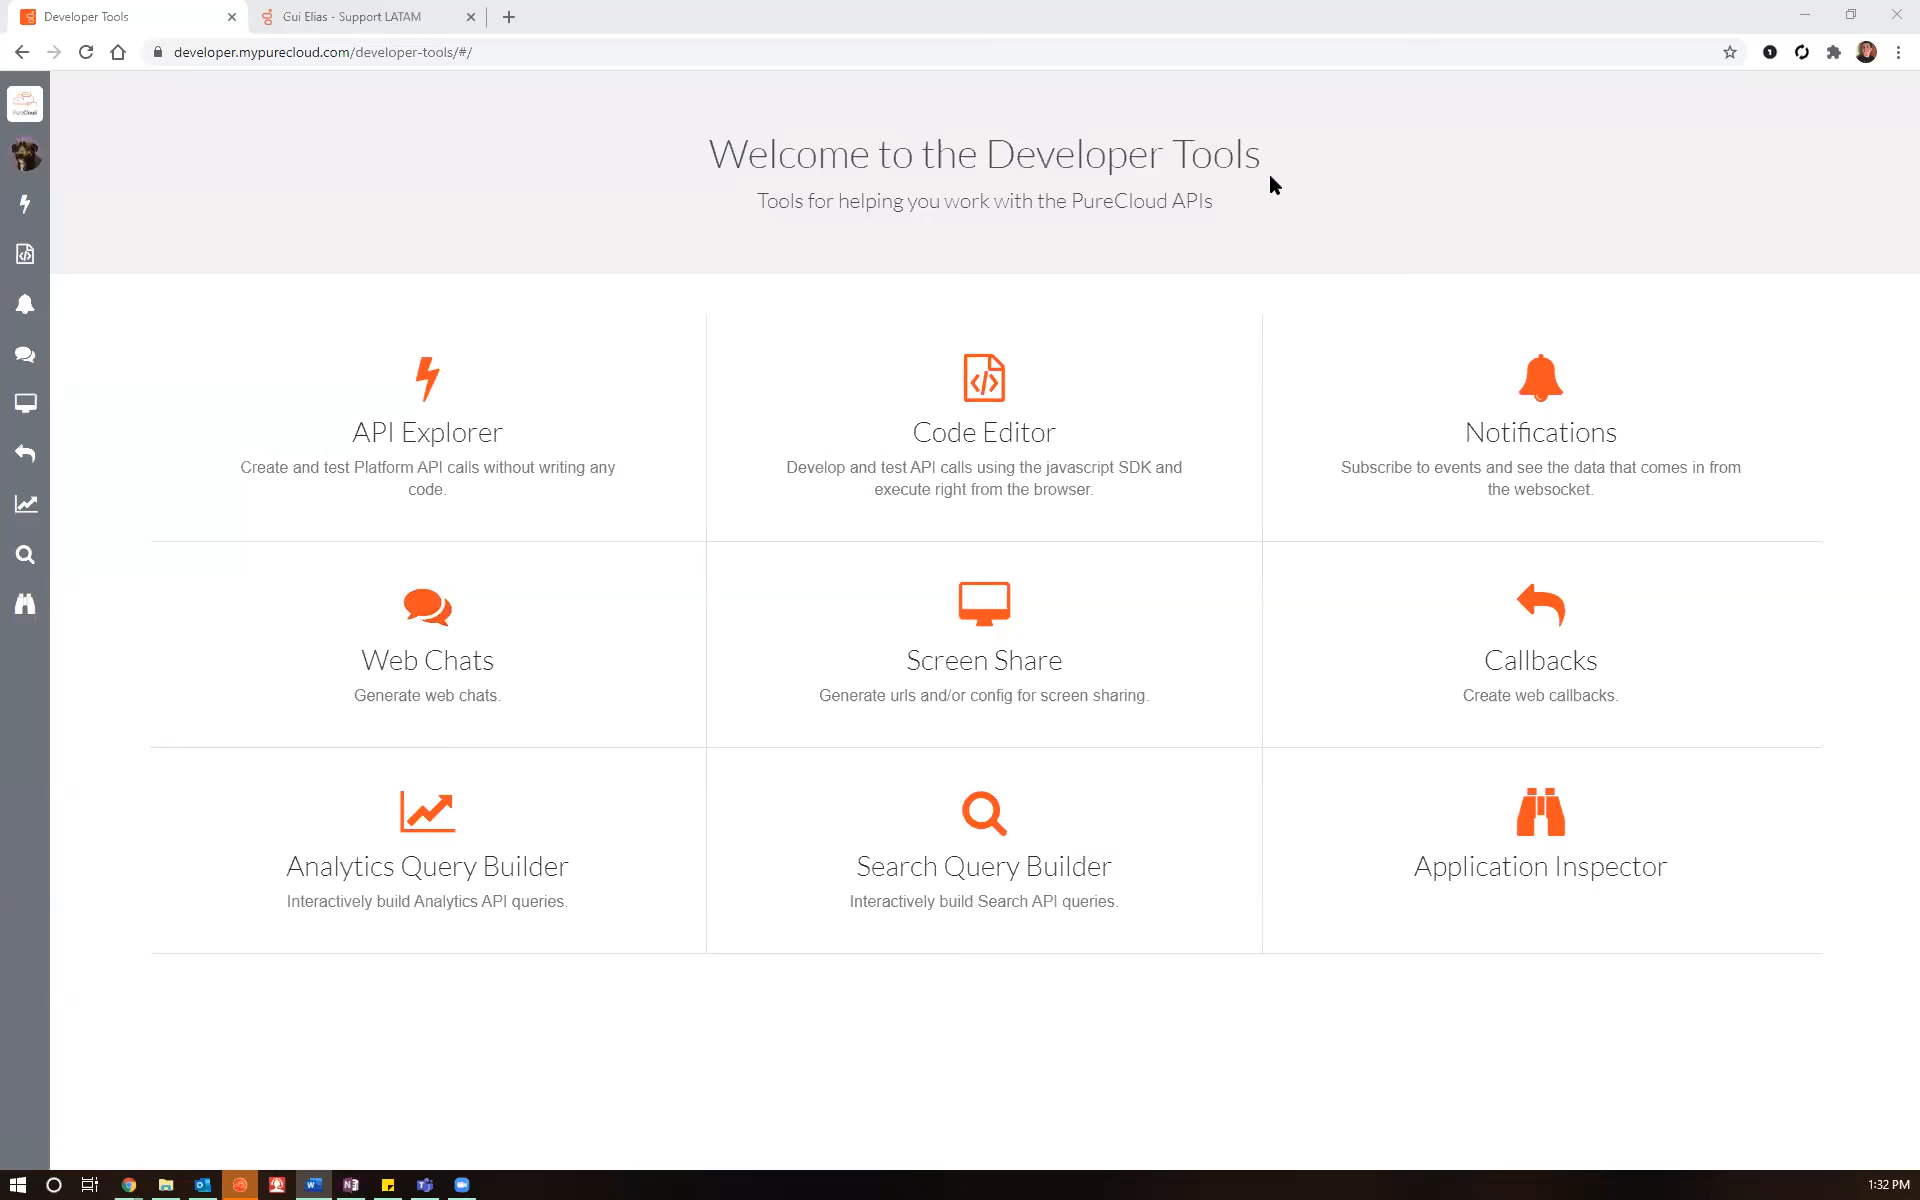 Developer Tools
Gui Elias - Support LATAM
developer.mypurecloud.com/developer-tools/#/
PureCloud
Welcome to the Developer Tools
Tools for helping you work with the PureCloud APIs
API Explorer
Create and test Platform API calls without writing any
code.
Code Editor
Develop and test API calls using the javascript SDK and
execute right from the browser.
Notifications
Subscribe to events and see the data that comes in from
the websocket.
Web Chats
Generate web chats.
Screen Share
Generate urls and/or config for screen sharing.
Callbacks
Create web callbacks.
Analytics Query Builder
Interactively build Analytics API queries.
Search Query Builder
Interactively build Search API queries.
Application Inspector
1:32 PM